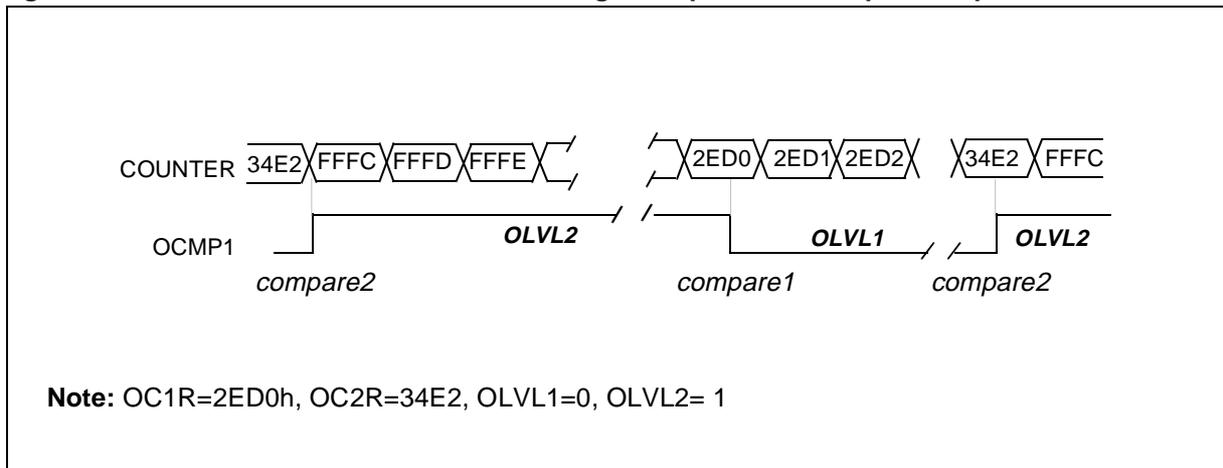 COUNTER 34E2 FFFC FFFD FFFE 2ED0 2ED1 2ED2 34E2 FFFC
OCMP1 OLVL2 OLVL1 OLVL2
compare2 compare1 compare2
Note: OC1R=2ED0h, OC2R=34E2, OLVL1=0, OLVL2= 1